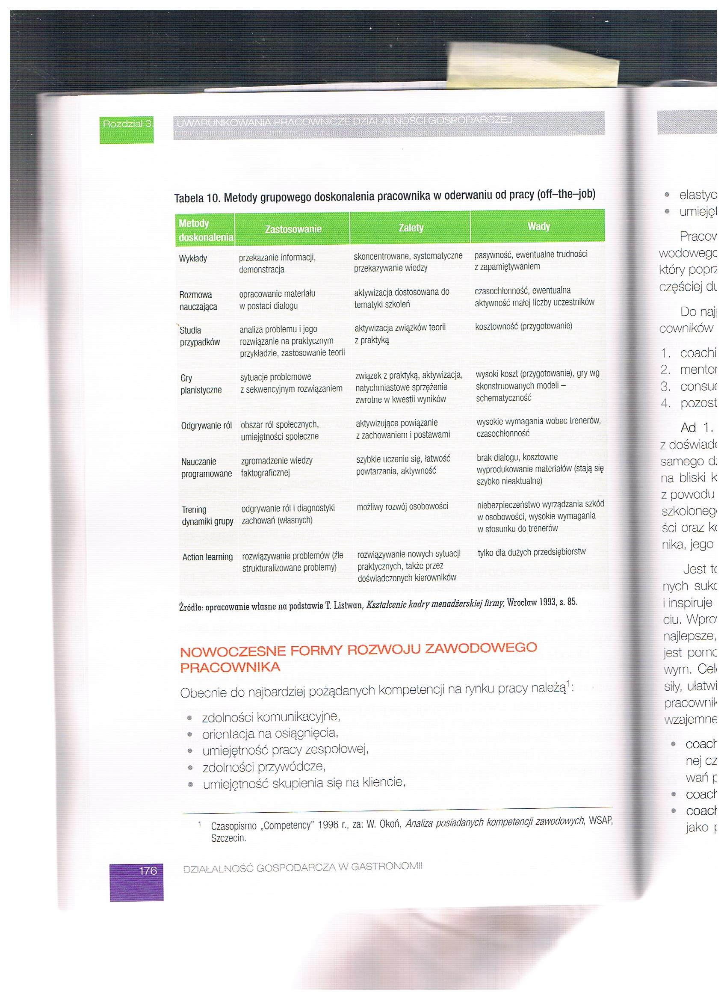 Rozdział 3.
UWARUNKOWANIA PRACOWNICZE DZIAŁALNOŚCI GOSPODARCZEJ
Tabela 10. Metody grupowego doskonalenia pracownika w oderwaniu od pracy (off–the–job)
Metody
doskonalenia
Zastosowanie
Zalety
Wady
Wykłady
przekazanie informacji,
demonstracja
skoncentrowane, systematyczne
przekazywanie wiedzy
pasywność, ewentualne trudności
z zapamiętywaniem
Rozmowa
nauczająca
opracowanie materiału
w postaci dialogu
aktywizacja dostosowana do
tematyki szkoleń
czasochłonność, ewentualna
aktywność małej liczby uczestników
Studia
przypadków
analiza problemu i jego
rozwiązanie na praktycznym
przykładzie, zastosowanie teorii
aktywizacja związków teorii
z praktyką
kosztowność (przygotowanie)
Gry
planistyczne
sytuacje problemowe
z sekwencyjnym rozwiązaniem
związek z praktyką, aktywizacja,
natychmiastowe sprzężenie
zwrotne w kwestii wyników
wysoki koszt (przygotowanie), gry wg
skonstruowanych modeli –
schematyczność
Odgrywanie ról
obszar ról społecznych,
umiejętności społeczne
aktywizujące powiązanie
z zachowaniem i postawami
wysokie wymagania wobec trenerów,
czasochłonność
Nauczanie
programowane
zgromadzenie wiedzy
faktograficznej
szybkie uczenie się, łatwość
powtarzania, aktywność
brak dialogu, kosztowne
wyprodukowanie materiałów (stają się
szybko nieaktualne)
Trening
dynamiki grupy
odgrywanie ról i diagnostyki
zachowań (własnych)
możliwy rozwój osobowości
niebezpieczeństwo wyrządzania szkód
w osobowości, wysokie wymagania
w stosunku do trenerów
Action learning
rozwiązywanie problemów (źle
strukturalizowane problemy)
rozwiązywanie nowych sytuacji
praktycznych, także przez
doświadczonych kierowników
tylko dla dużych przedsiębiorstw
Źródło: opracowanie własne na podstawie T. Listwan, Kształcenie kadry menadżerskiej firmy, Wrocław 1993, s. 85.
NOWOCZESNE FORMY ROZWOJU ZAWODOWEGO
PRACOWNIKA
Obecnie do najbardziej pożądanych kompetencji na rynku pracy należą¹:
• zdolności komunikacyjne,
• orientacja na osiągnięcia,
• umiejętność pracy zespołowej,
• zdolności przywódcze,
• umiejętność skupienia się na kliencie,
¹ Czasopismo „Competency" 1996 r., za: W. Okoń, Analiza posiadanych kompetencji zawodowych, WSAP,
Szczecin.
176
DZIAŁALNOŚĆ GOSPODARCZA W GASTRONOMII
• elastyc
• umiejęt
Pracow
wodowego
który poprz
częściej du
Do naj
cowników
1. coachi
2. mentor
3. consue
4. pozost
Ad 1.
z doświad
samego d
na bliski k
z powodu
szkoloneg
ści oraz k
nika, jego
Jest t
nych suk
i inspiruje
ciu. Wpro
najlepsze,
jest pomo
wym. Cel
siły, ułatwi
pracownik
wzajemne
• coach
nej cz
wań p
• coach
• coach
jako p